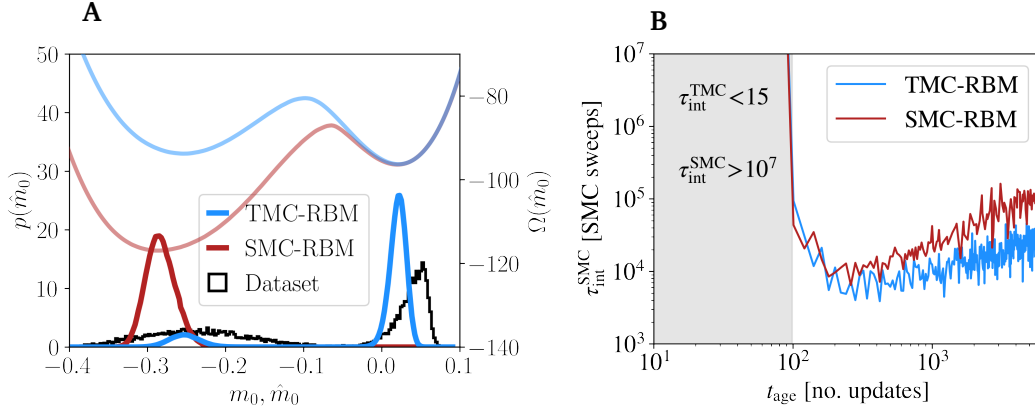 A
B
50
40
30
20
10
0
p(m̂₀)
−80
−100
−120
−140
Ω(m̂₀)
TMC-RBM
SMC-RBM
Dataset
−0.4
−0.3
−0.2
−0.1
0.0
0.1
m₀, m̂₀
10⁷
10⁶
10⁵
10⁴
10³
τ_int^SMC [SMC sweeps]
τ_int^TMC<15
τ_int^SMC>10⁷
TMC-RBM
SMC-RBM
10¹
10²
10³
t_age [no. updates]